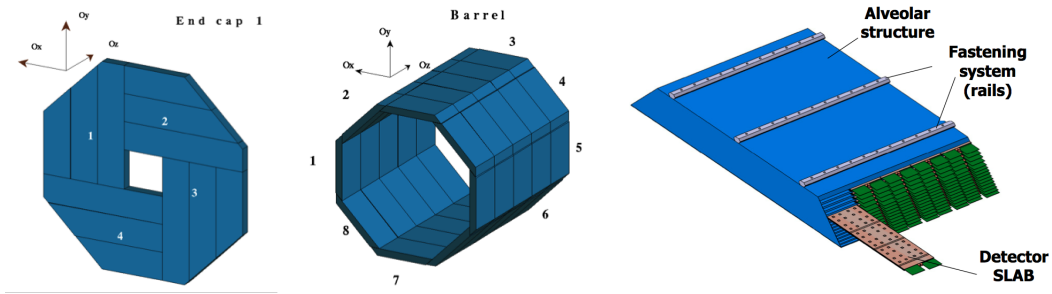 End cap 1
Oy
Ox
Oz
1
2
3
4
Barrel
Oy
Ox
Oz
1
2
3
4
5
6
7
8
Alveolar
structure
Fastening
system
(rails)
Detector
SLAB